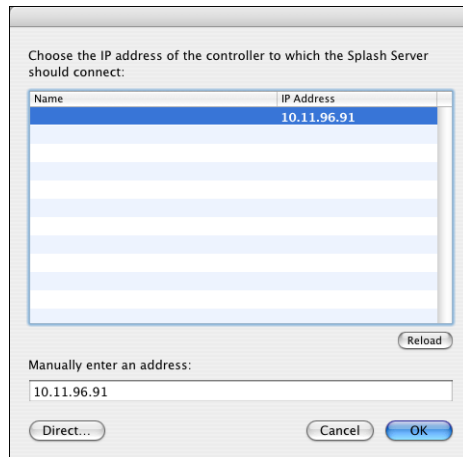 Choose the IP address of the controller to which the Splash Server
should connect:
Name IP Address
10.11.96.91
Reload
Manually enter an address:
10.11.96.91
Direct... Cancel OK